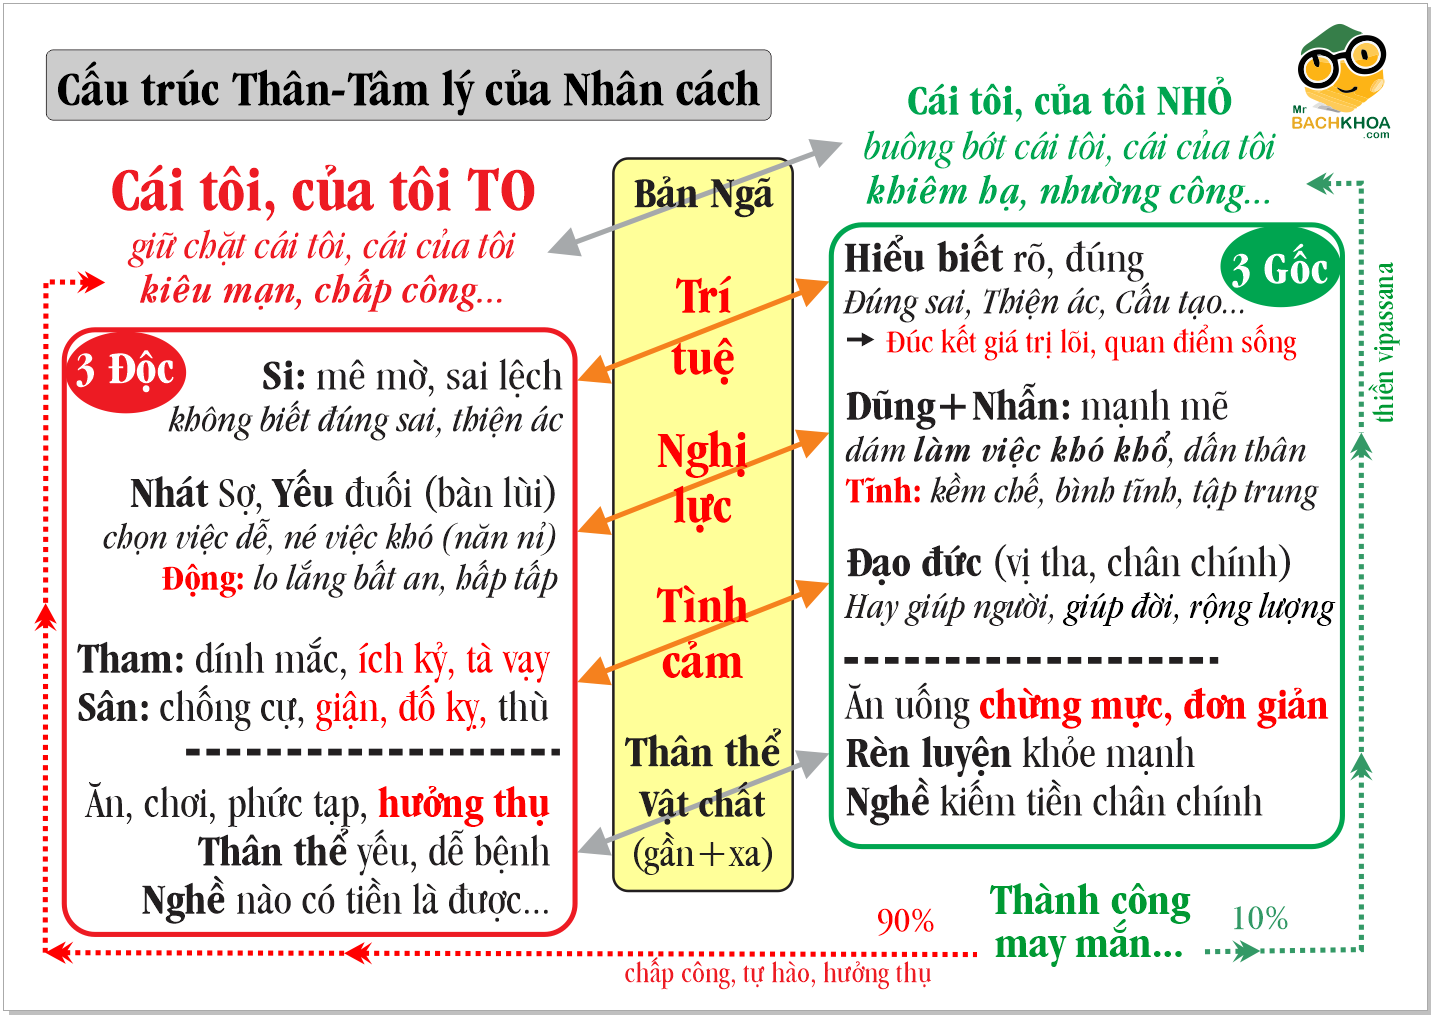 Cấu trúc Thân-Tâm lý của Nhân cách
Mr
BACHKHOA
.com
Cái tôi, của tôi TO
giữ chặt cái tôi, cái của tôi
kiêu mạn, chấp công...
3 Độc
Si: mê mờ, sai lệch
không biết đúng sai, thiện ác
Nhát Sợ, Yếu đuối (bàn lùi)
chọn việc dễ, né việc khó (năn nỉ)
Động: lo lắng bất an, hấp tấp
Tham: dính mắc, ích kỷ, tà vạy
Sân: chống cự, giận, đố kỵ, thù
Ăn, chơi, phức tạp, hưởng thụ
Thân thể yếu, dễ bệnh
Nghề nào có tiền là được...
Bản Ngã
Trí
tuệ
Nghị
lực
Tình
cảm
Thân thể
Vật chất
(gần+xa)
Cái tôi, của tôi NHỎ
buông bớt cái tôi, cái của tôi
khiêm hạ, nhường công...
3 Gốc
Hiểu biết rõ, đúng
Đúng sai, Thiện ác, Cấu tạo...
→ Đúc kết giá trị lõi, quan điểm sống
Dũng+Nhẫn: mạnh mẽ
dám làm việc khó khổ, dấn thân
Tĩnh: kềm chế, bình tĩnh, tập trung
Đạo đức (vị tha, chân chính)
Hay giúp người, giúp đời, rộng lượng
Ăn uống chừng mực, đơn giản
Rèn luyện khỏe mạnh
Nghề kiếm tiền chân chính
thiền vipassana
Thành công
may mắn...
90%
10%
chấp công, tự hào, hưởng thụ